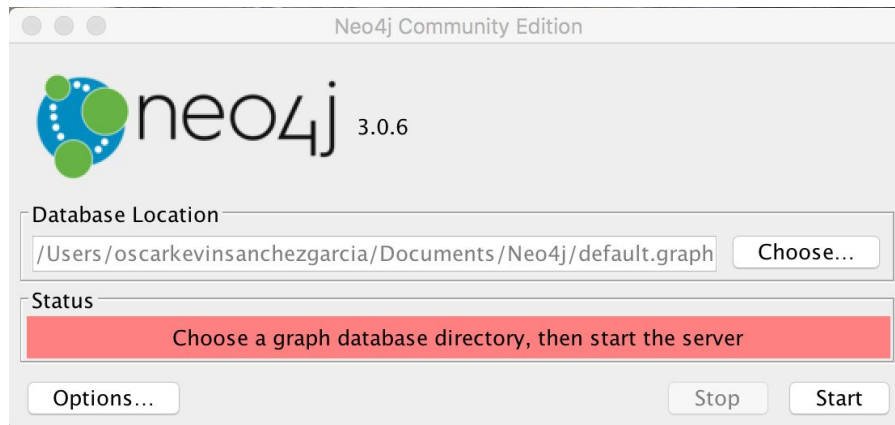 Neo4j Community Edition
neo4j 3.0.6
Database Location
/Users/oscarkevinsanchezgarcia/Documents/Neo4j/default.graph Choose...
Status
Choose a graph database directory, then start the server
Options... Stop Start